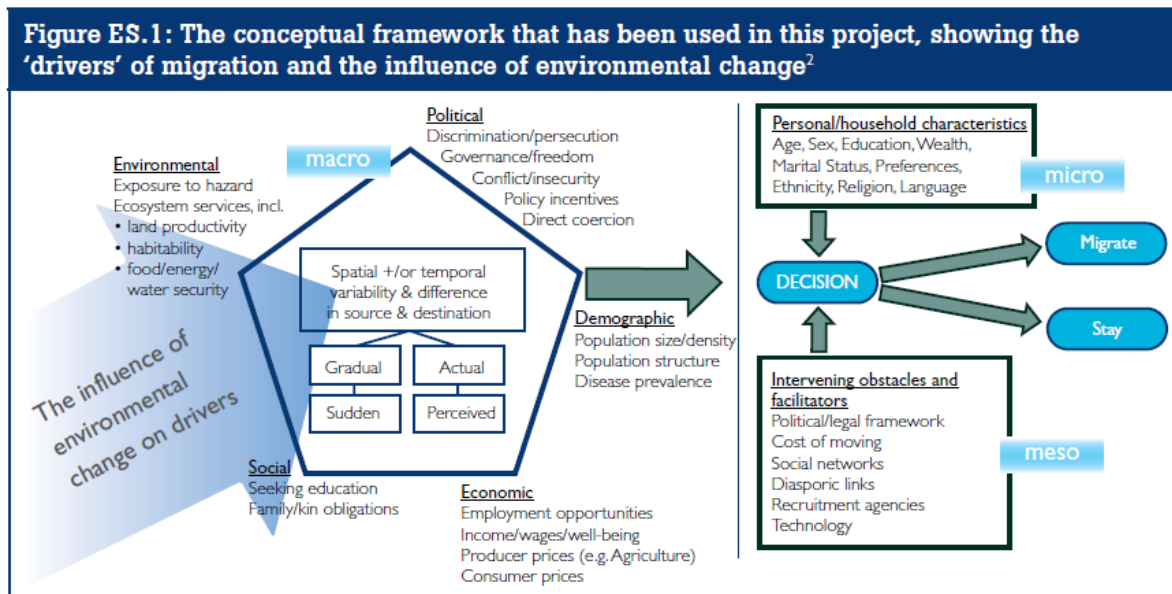 Figure ES.1: The conceptual framework that has been used in this project, showing the
‘drivers’ of migration and the influence of environmental change2
Political
Discrimination/persecution
Governance/freedom
Conflict/insecurity
Policy incentives
Direct coercion
macro
Environmental
Exposure to hazard
Ecosystem services, incl.
• land productivity
• habitability
• food/energy/
water security
Spatial +/or temporal
variability & difference
in source & destination
Gradual
Actual
Sudden
Perceived
The influence of
environmental
change on drivers
Demographic
Population size/density
Population structure
Disease prevalence
Social
Seeking education
Family/kin obligations
Economic
Employment opportunities
Income/wages/well-being
Producer prices (e.g. Agriculture)
Consumer prices
Personal/household characteristics
Age, Sex, Education, Wealth,
Marital Status, Preferences,
Ethnicity, Religion, Language
micro
DECISION
Migrate
Stay
Intervening obstacles and
facilitators
Political/legal framework
Cost of moving
Social networks
Diasporic links
Recruitment agencies
Technology
meso